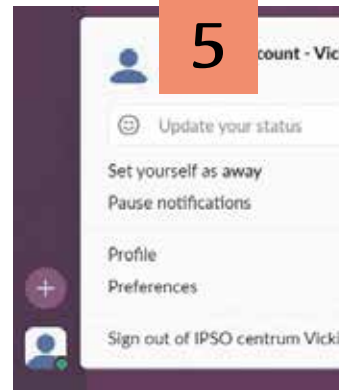 5
count - Vic
Update your status
Set yourself as away
Pause notifications
Profile
Preferences
Sign out of IPSO centrum Vicki